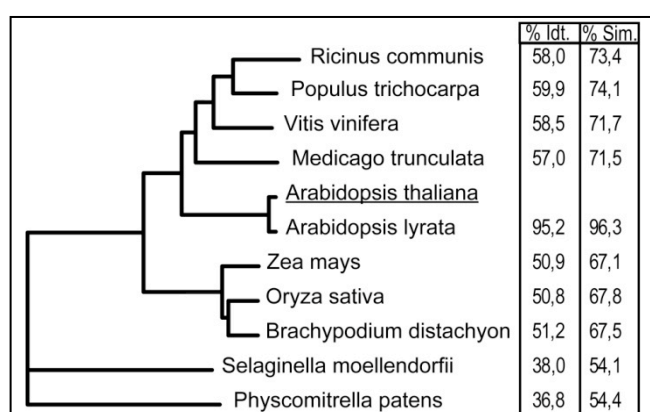 % Idt. % Sim.
Ricinus communis 58,0 73,4
Populus trichocarpa 59,9 74,1
Vitis vinifera 58,5 71,7
Medicago trunculata 57,0 71,5
Arabidopsis thaliana
Arabidopsis lyrata 95,2 96,3
Zea mays 50,9 67,1
Oryza sativa 50,8 67,8
Brachypodium distachyon 51,2 67,5
Selaginella moellendorfii 38,0 54,1
Physcomitrella patens 36,8 54,4